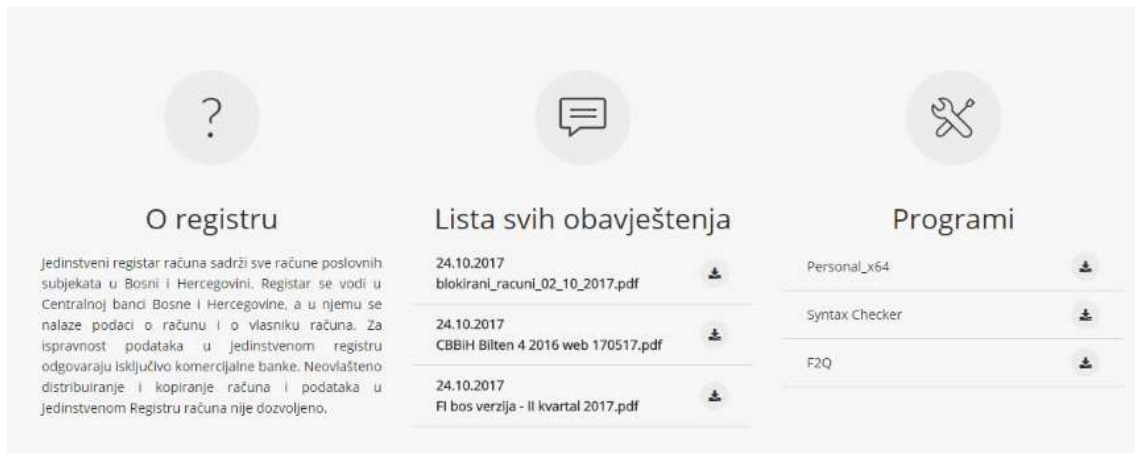 ?
O registru
Jedinstveni registar računa sadrži sve račune poslovnih
subjekata u Bosni i Hercegovini. Registar se vodi u
Centralnoj banci Bosne i Hercegovine, a u njemu se
nalaze podaci o računu i o vlasniku računa. Za
ispravnost podataka u Jedinstvenom registru
odgovaraju isključivo komercijalne banke. Neovlašteno
distribuiranje i kopiranje računa i podataka u
Jedinstvenom Registru računa nije dozvoljeno.
Lista svih obavještenja
24.10.2017
blokirani_racuni_02_10_2017.pdf
24.10.2017
CBBiH Bilten 4 2016 web 170517.pdf
24.10.2017
FI bos verzija - II kvartal 2017.pdf
Programi
Personal_x64
Syntax Checker
F2Q